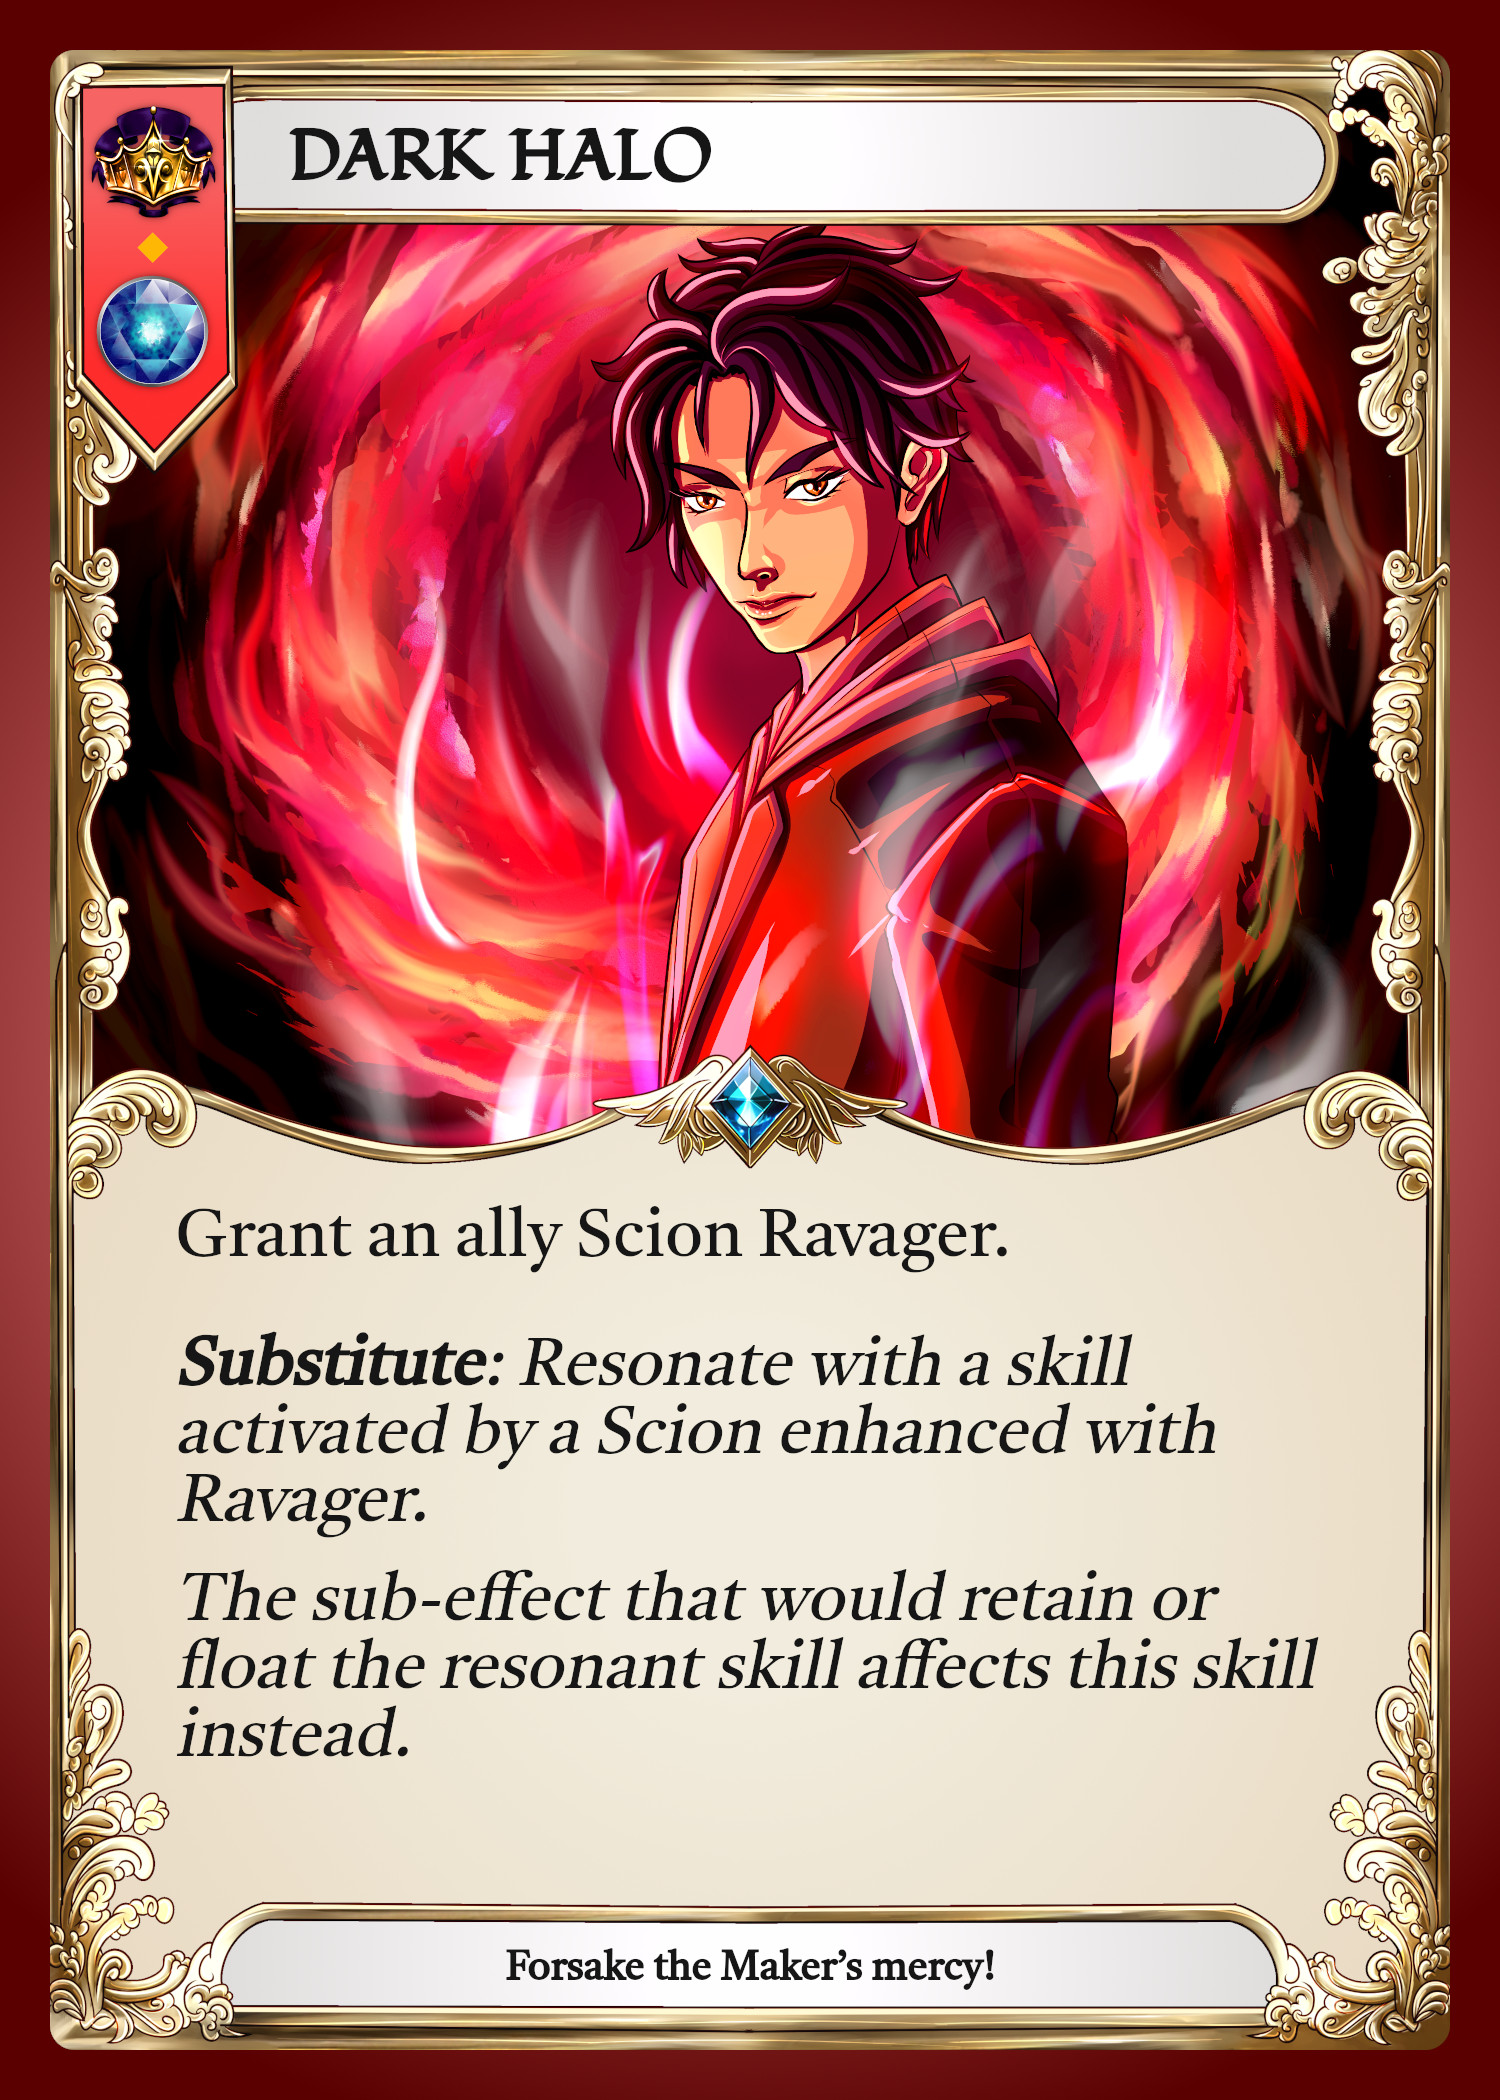 DARK HALO
Grant an ally Scion Ravager.
Substitute: Resonate with a skill
activated by a Scion enhanced with
Ravager.
The sub-effect that would retain or
float the resonant skill affects this skill
instead.
Forsake the Maker’s mercy!